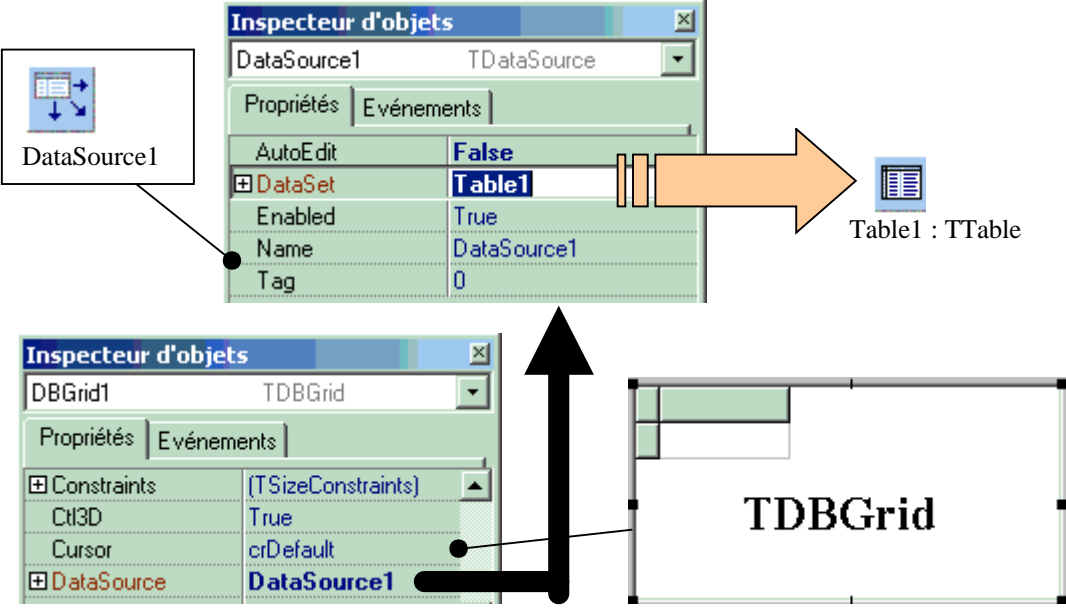 Inspecteur d'objets
DataSource1 TDataSource
Propriétés Evénements
AutoEdit False
DataSet Table1
Enabled True
Name DataSource1
Tag 0
DataSource1
Table1 : TTable
Inspecteur d'objets
DBGrid1 TDBGrid
Propriétés Evénements
Constraints (TSizeConstraints)
Ctl3D True
Cursor crDefault
DataSource DataSource1
TDBGrid